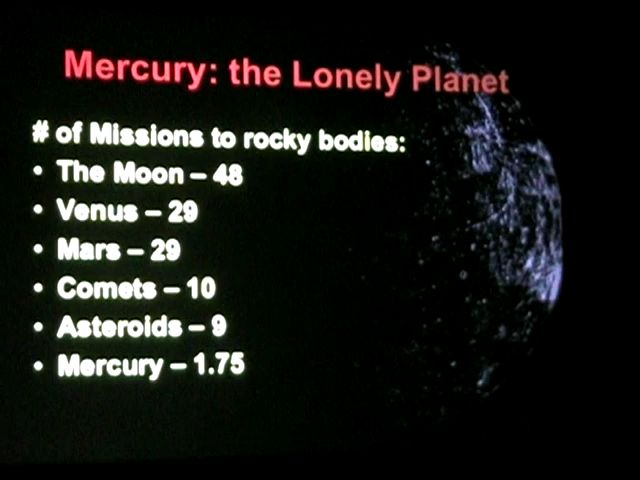 Mercury: the Lonely Planet
# of Missions to rocky bodies:
• The Moon – 48
• Venus – 29
• Mars – 29
• Comets – 10
• Asteroids – 9
• Mercury – 1.75